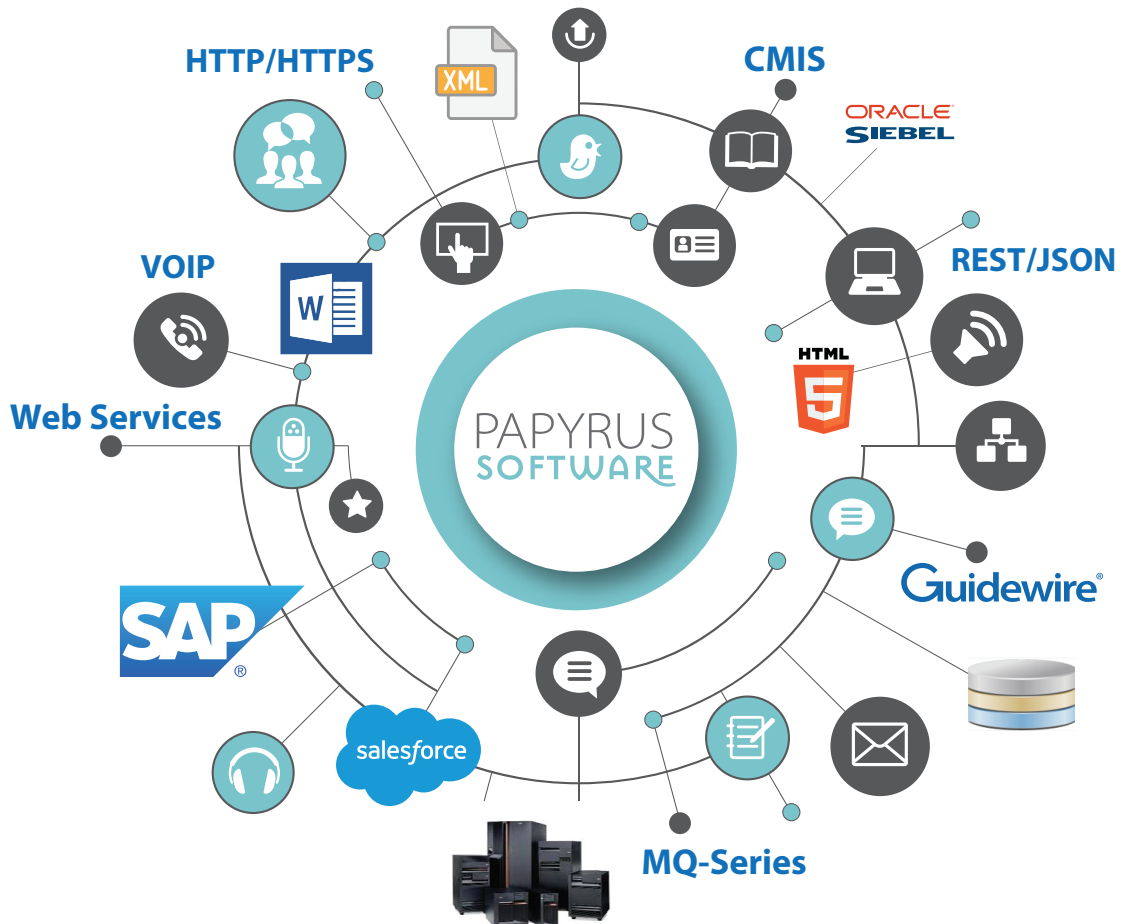 HTTP/HTTPS
XML
CMIS
ORACLE
SIEBEL
VOIP
W
REST/JSON
HTML
5
Web Services
PAPYRUS
SOFTWARE
Guidewire®
SAP
®
salesforce
MQ-Series